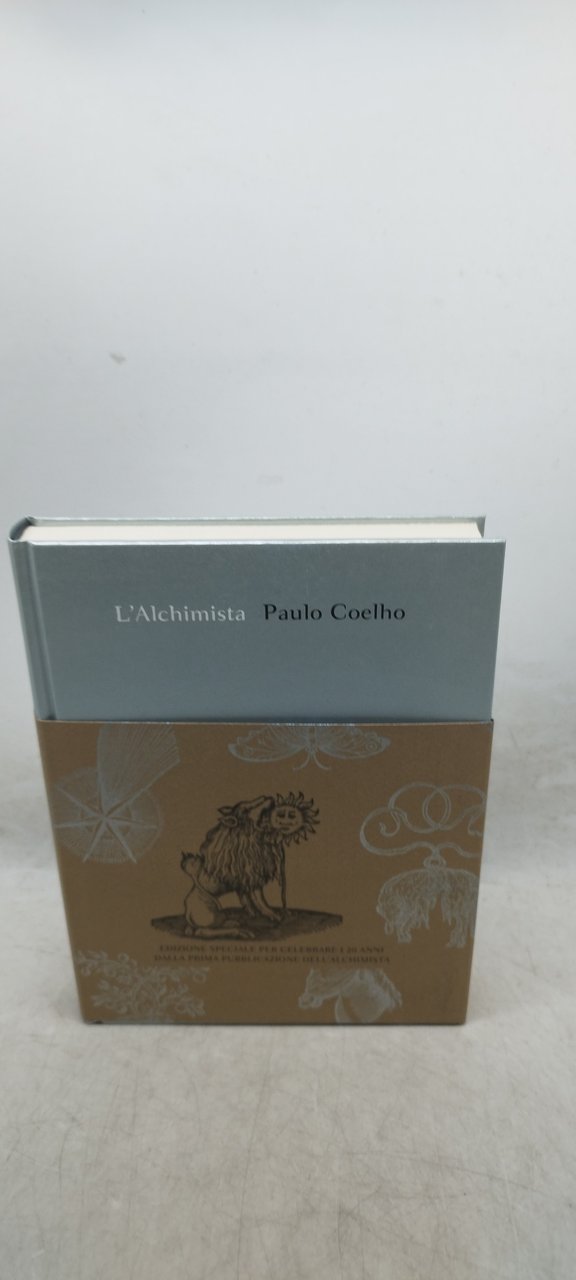 L'Alchimista Paulo Coelho
EDIZIONE SPECIALE PER CELEBRARE I 20 ANNI
DALLA PRIMA PUBBLICAZIONE DELL'ALCHIMISTA